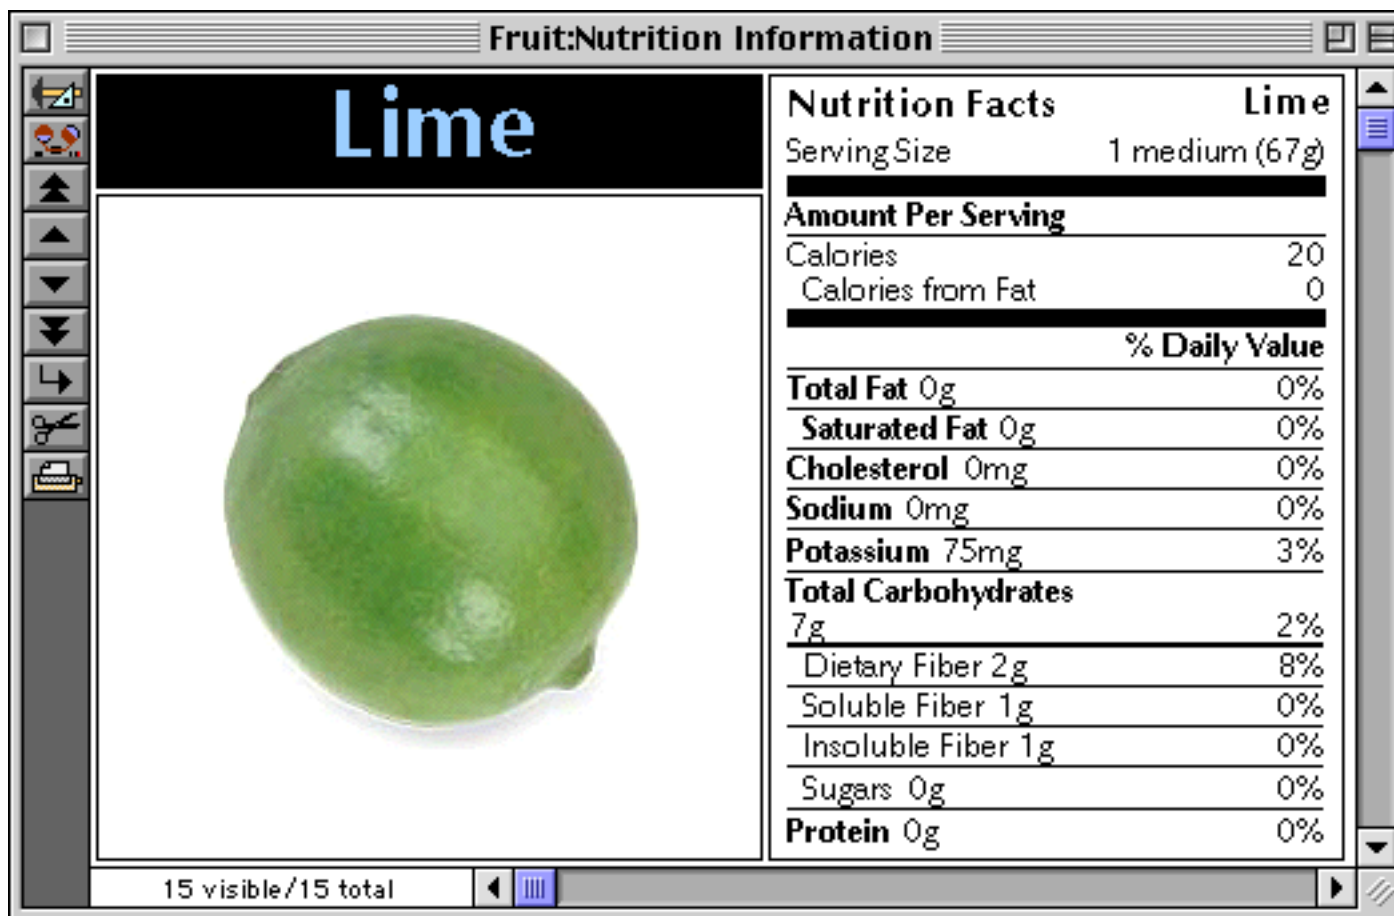 Fruit:Nutrition Information
Lime
Nutrition Facts Lime
Serving Size 1 medium (67g)
Amount Per Serving
Calories 20
Calories from Fat 0
% Daily Value
Total Fat 0g 0%
Saturated Fat 0g 0%
Cholesterol 0mg 0%
Sodium 0mg 0%
Potassium 75mg 3%
Total Carbohydrates
7g 2%
Dietary Fiber 2g 8%
Soluble Fiber 1g 0%
Insoluble Fiber 1g 0%
Sugars 0g 0%
Protein 0g 0%
15 visible/15 total